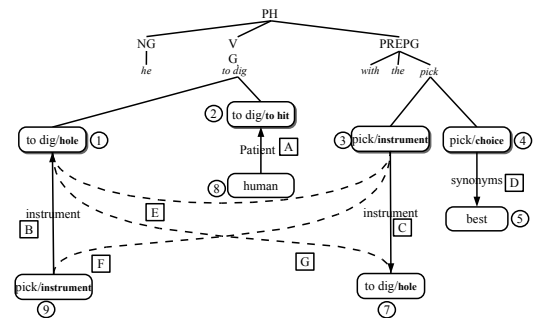 PH
NG V PREPG
G
he to dig with the pick
2 to dig/to hit
to dig/hole 1 3 pick/instrument pick/choice 4
Patient A
8 human synonyms D
instrument E instrument best 5
B C
F G
pick/instrument to dig/hole
9 7